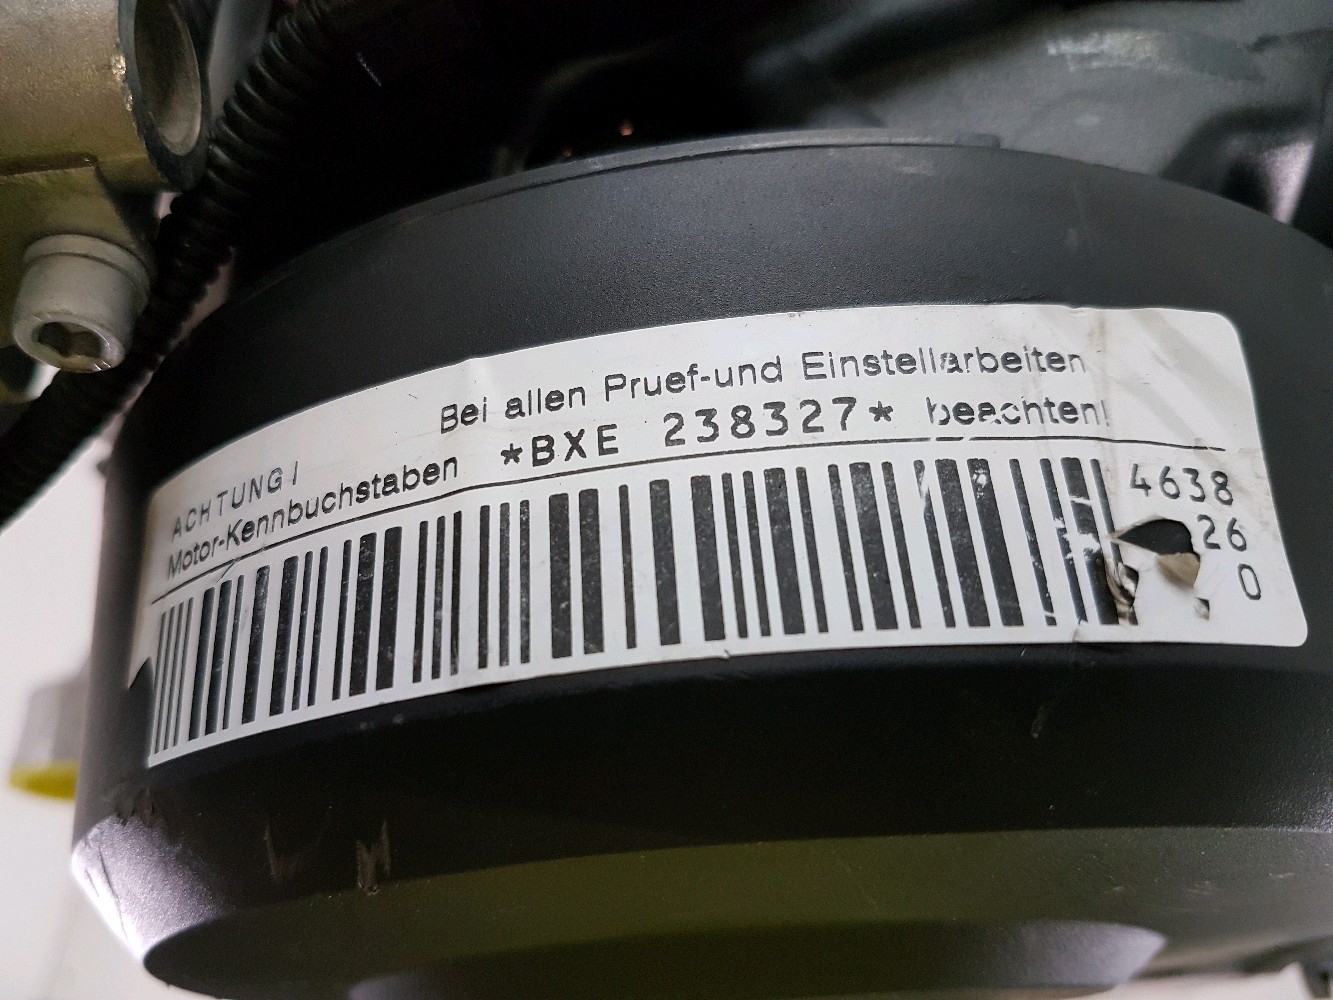 ACHTUNG!
Bei allen Pruef-und Einstellarbeiten
Motor-Kennbuchstaben *BXE 238327* beachten!
4638
26
0